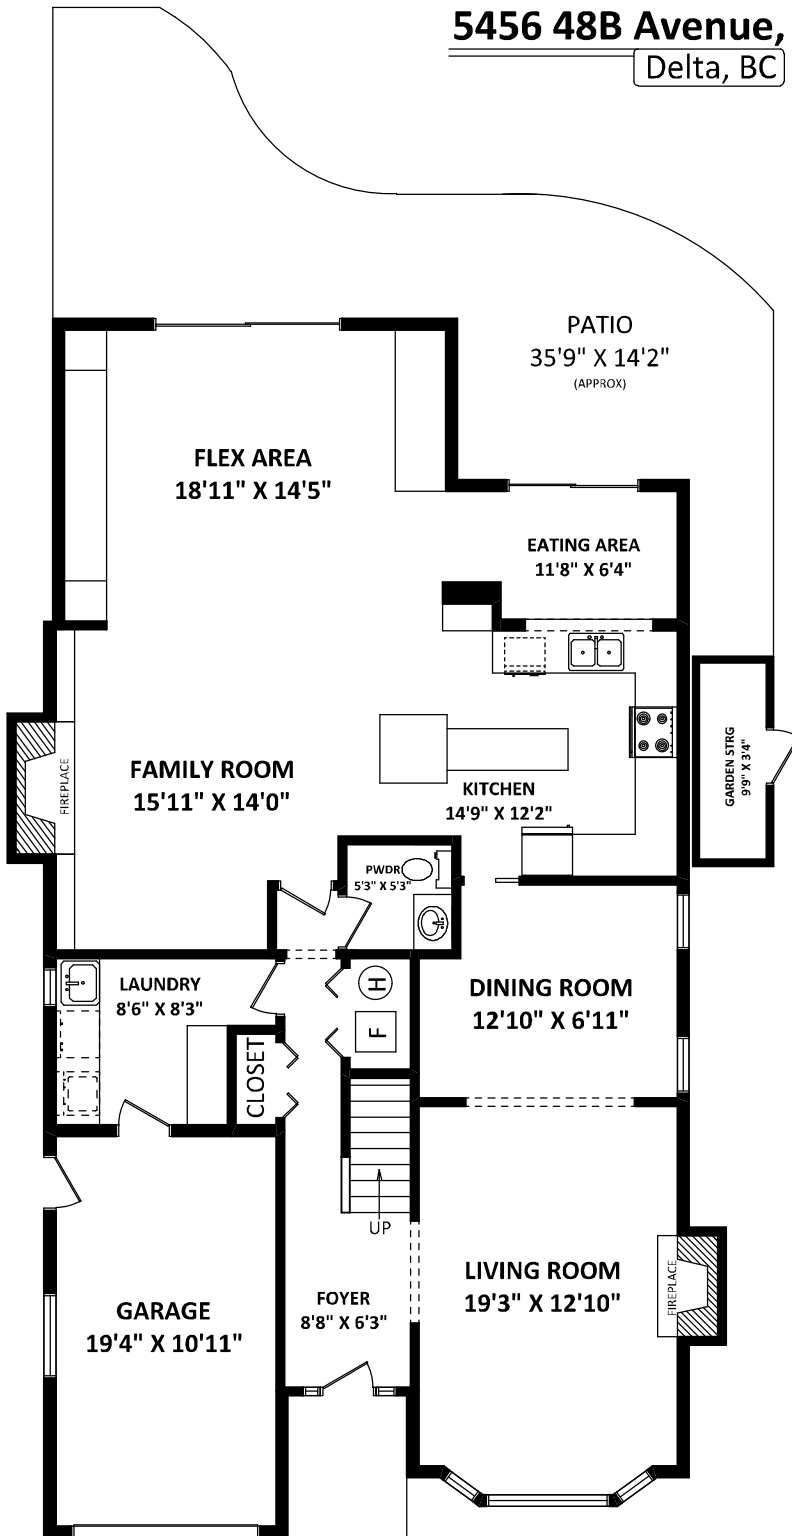 5456 48B Avenue,
Delta, BC
PATIO
35'9" X 14'2"
(APPROX)
FLEX AREA
18'11" X 14'5"
EATING AREA
11'8" X 6'4"
FAMILY ROOM
15'11" X 14'0"
FIREPLACE
KITCHEN
14'9" X 12'2"
GARDEN STRG
9'9" X 3'4"
PWDR
5'3" X 5'3"
LAUNDRY
8'6" X 8'3"
H
F
CLOSET
DINING ROOM
12'10" X 6'11"
UP
LIVING ROOM
19'3" X 12'10"
FIREPLACE
FOYER
8'8" X 6'3"
GARAGE
19'4" X 10'11"